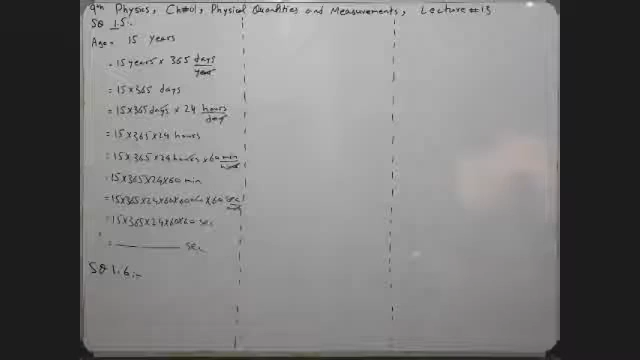 9th Physics, Ch#01, Physical Quantities and Measurements, Lecture #13
SQ 1.5:-
Age = 15 years
= 15 years × 365 days/year
= 15×365 days
= 15×365 days × 24 hours/day
= 15×365×24 hours
= 15×365×24 hours × 60 min/hour
= 15×365×24×60 min
= 15×365×24×60 min × 60 sec/min
= 15×365×24×60×60 sec
= ________ sec
SQ 1.6:-